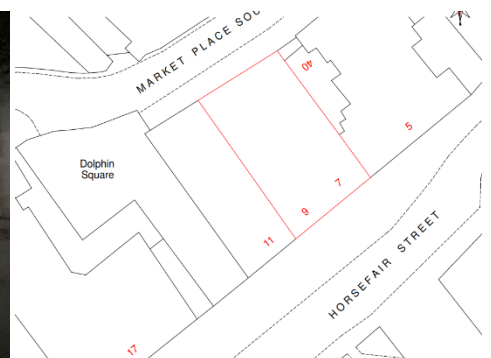 MARKET PLACE SOU
40
Dolphin
Square
5
7
9
11
HORSEFAIR STREET
17